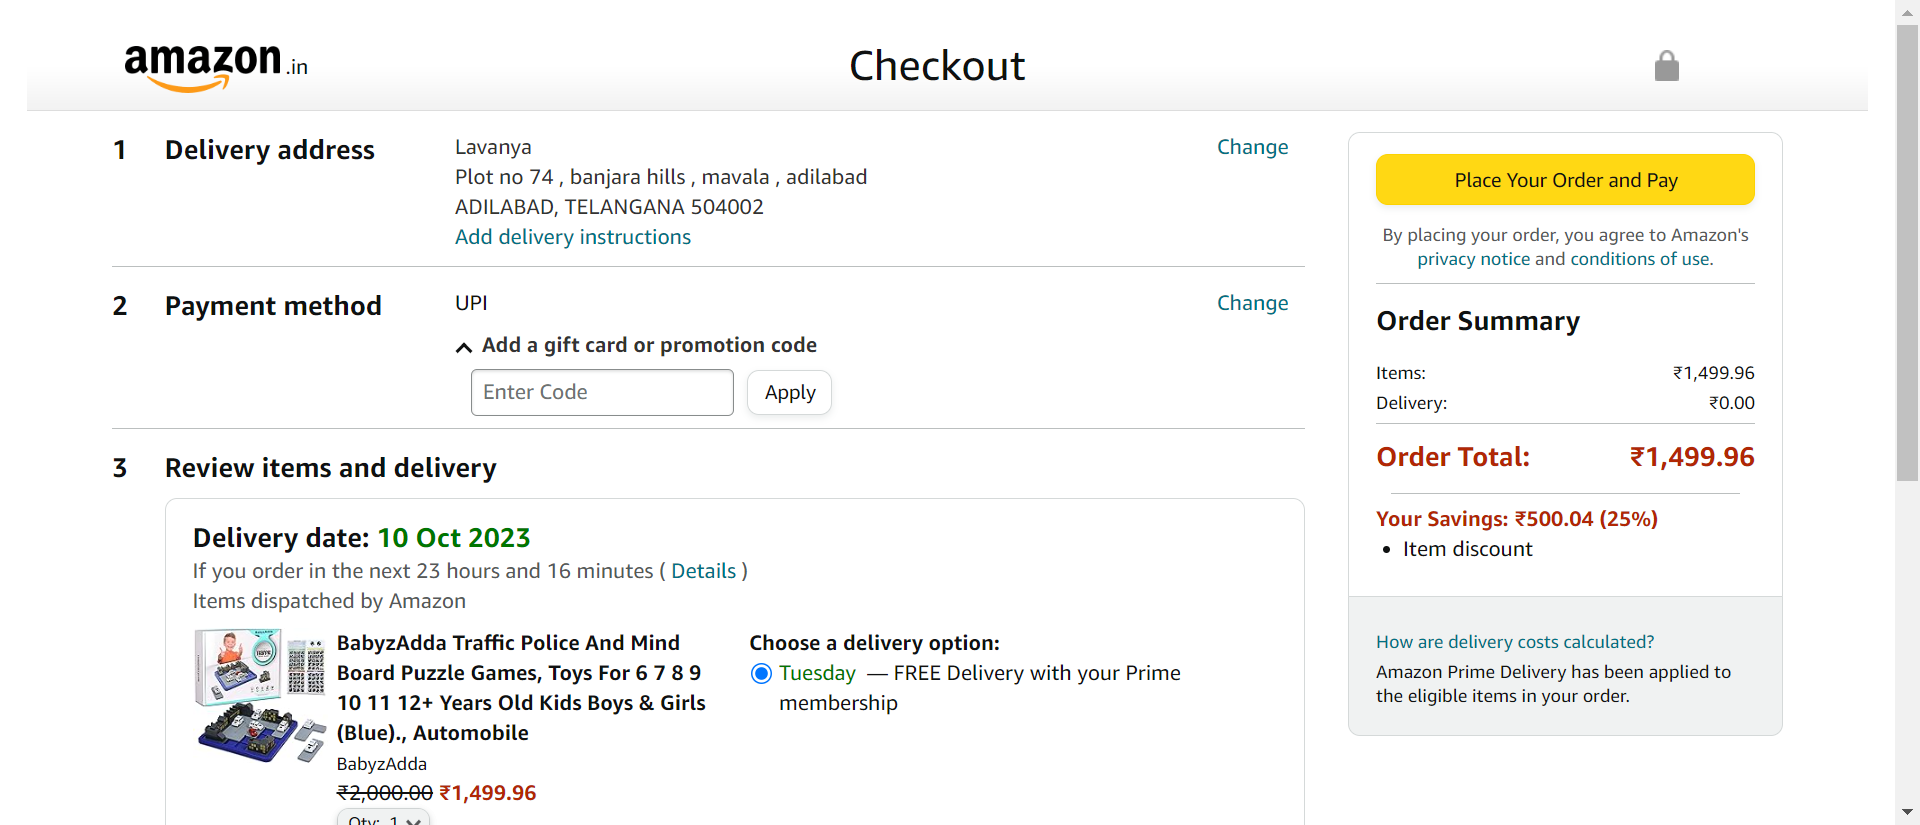 amazon.in
Checkout
1 Delivery address
Lavanya
Change
Plot no 74 , banjara hills , mavala , adilabad
ADILABAD, TELANGANA 504002
Add delivery instructions
2 Payment method
UPI
Change
Add a gift card or promotion code
Enter Code
Apply
3 Review items and delivery
Delivery date: 10 Oct 2023
If you order in the next 23 hours and 16 minutes ( Details )
Items dispatched by Amazon
BabyzAdda Traffic Police And Mind
Board Puzzle Games, Toys For 6 7 8 9
10 11 12+ Years Old Kids Boys & Girls
(Blue)., Automobile
BabyzAdda
₹2,000.00 ₹1,499.96
Qty: 1
Choose a delivery option:
Tuesday — FREE Delivery with your Prime
membership
Place Your Order and Pay
By placing your order, you agree to Amazon's
privacy notice and conditions of use.
Order Summary
Items: ₹1,499.96
Delivery: ₹0.00
Order Total: ₹1,499.96
Your Savings: ₹500.04 (25%)
• Item discount
How are delivery costs calculated?
Amazon Prime Delivery has been applied to
the eligible items in your order.